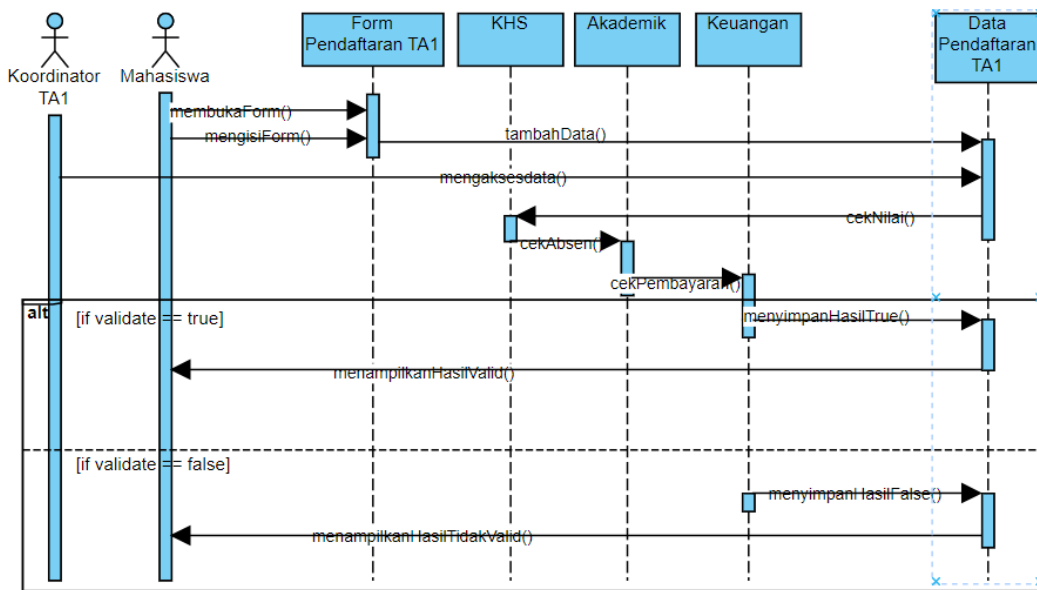 Koordinator
TA1
Mahasiswa
Form
Pendaftaran TA1
KHS
Akademik
Keuangan
Data
Pendaftaran
TA1
membukaForm()
mengisiForm()
tambahData()
mengaksesdata()
cekNilai()
cekAbsen()
cekPembayaran()
alt
[if validate == true]
menyimpanHasilTrue()
menampilkanHasilValid()
[if validate == false]
menyimpanHasilFalse()
menampilkanHasilTidakValid()